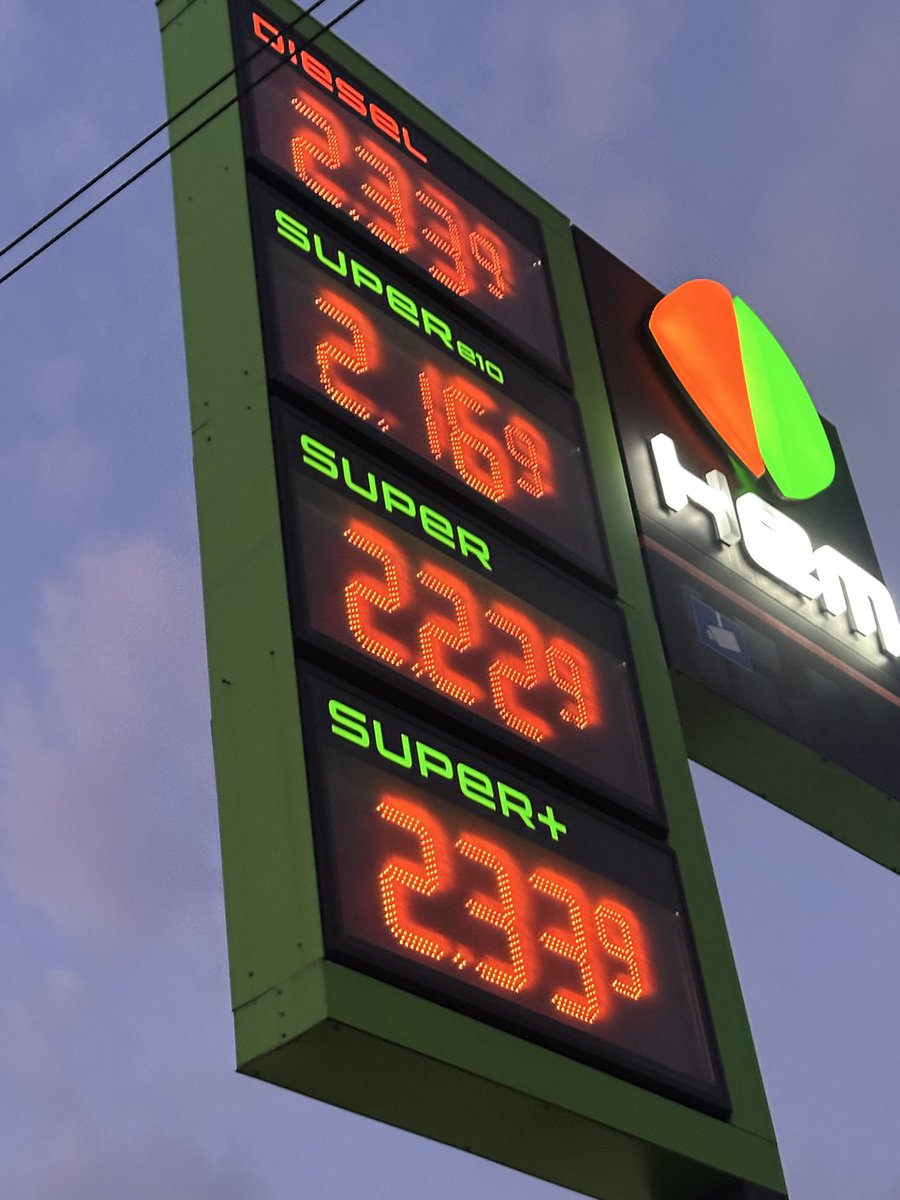 DIESEL
2.339
SUPER e10
2.169
SUPER
2.229
SUPER+
2.339
Hem